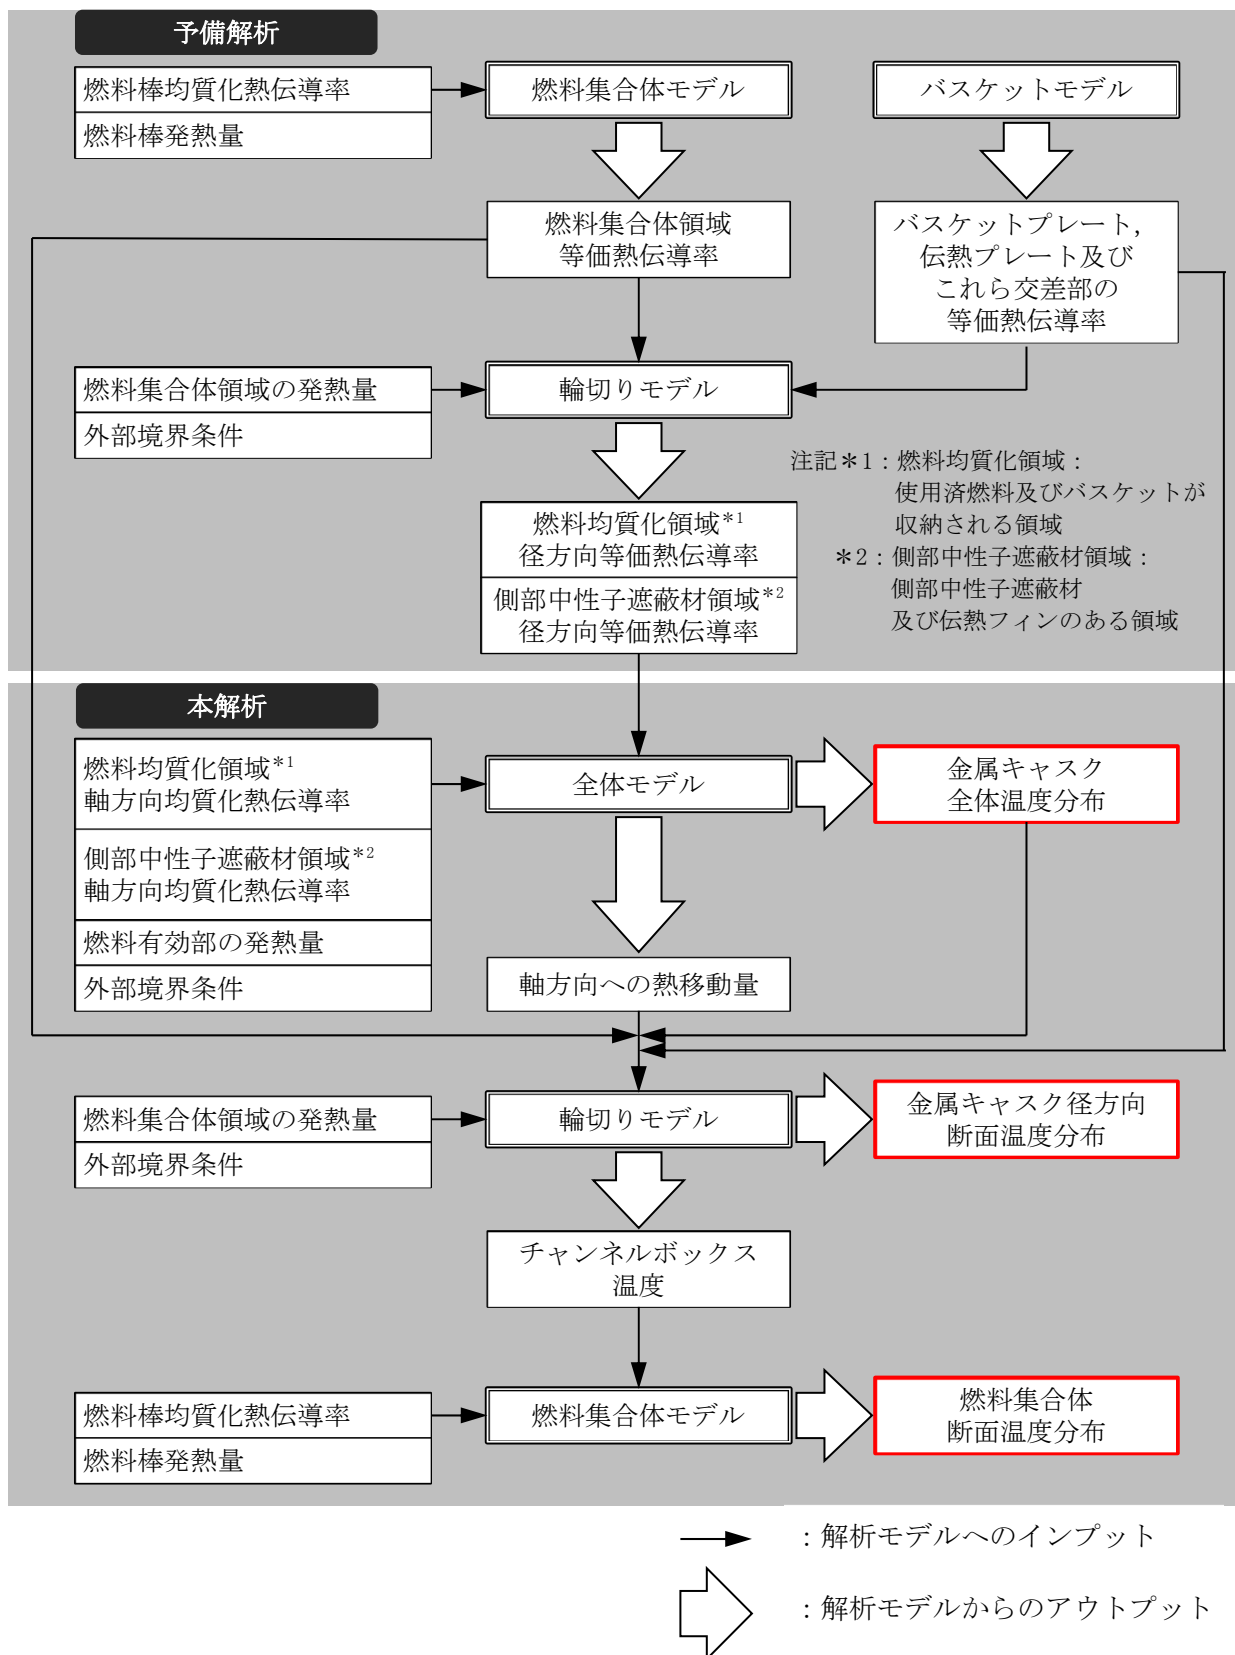 予備解析
燃料棒均質化熱伝導率
燃料棒発熱量
燃料集合体モデル
バスケットモデル
燃料集合体領域
等価熱伝導率
バスケットプレート,
伝熱プレート及び
これら交差部の
等価熱伝導率
燃料集合体領域の発熱量
外部境界条件
輪切りモデル
注記＊1：燃料均質化領域：
使用済燃料及びバスケットが
収納される領域
＊2：側部中性子遮蔽材領域：
側部中性子遮蔽材
及び伝熱フィンのある領域
燃料均質化領域*1
径方向等価熱伝導率
側部中性子遮蔽材領域*2
径方向等価熱伝導率
本解析
燃料均質化領域*1
軸方向均質化熱伝導率
側部中性子遮蔽材領域*2
軸方向均質化熱伝導率
燃料有効部の発熱量
外部境界条件
全体モデル
金属キャスク
全体温度分布
軸方向への熱移動量
燃料集合体領域の発熱量
外部境界条件
輪切りモデル
金属キャスク径方向
断面温度分布
チャンネルボックス
温度
燃料棒均質化熱伝導率
燃料棒発熱量
燃料集合体モデル
燃料集合体
断面温度分布
：解析モデルへのインプット
：解析モデルからのアウトプット